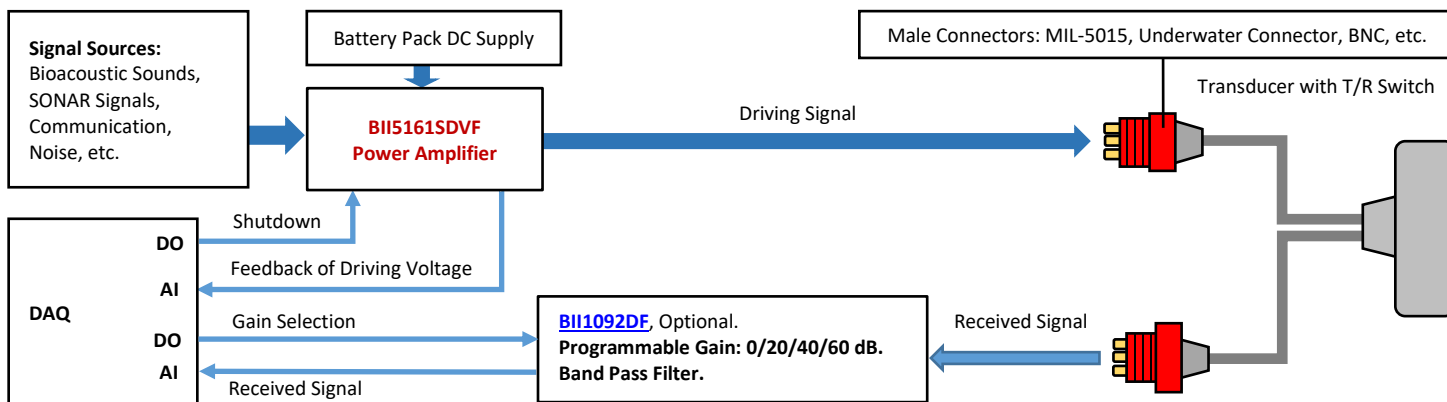 Signal Sources:
Bioacoustic Sounds,
SONAR Signals,
Communication,
Noise, etc.
Battery Pack DC Supply
BII5161SDVF
Power Amplifier
Driving Signal
Male Connectors: MIL-5015, Underwater Connector, BNC, etc.
Transducer with T/R Switch
DAQ
DO
Shutdown
AI
Feedback of Driving Voltage
DO
Gain Selection
AI
Received Signal
BII1092DF, Optional.
Programmable Gain: 0/20/40/60 dB.
Band Pass Filter.
Received Signal